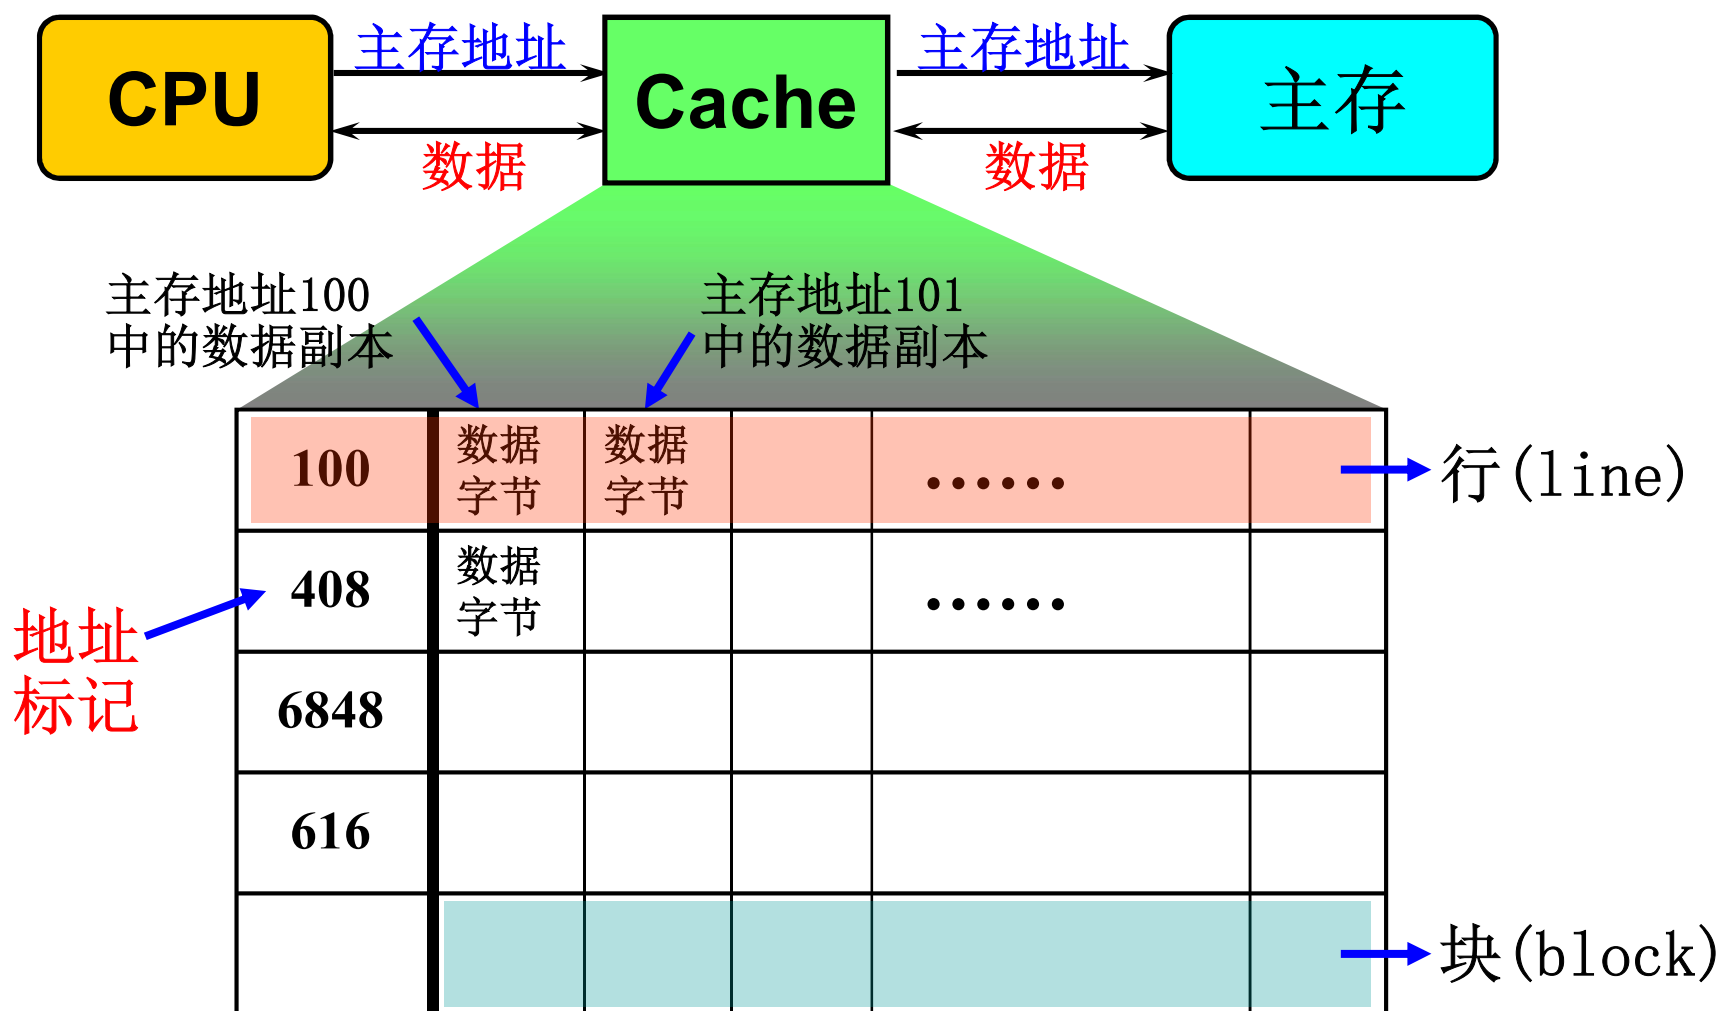 CPU
主存地址
数据
Cache
主存地址
数据
主存
主存地址100
中的数据副本
主存地址101
中的数据副本
100
数据
字节
数据
字节
......
行(line)
408
数据
字节
......
地址
标记
6848
616
块(block)